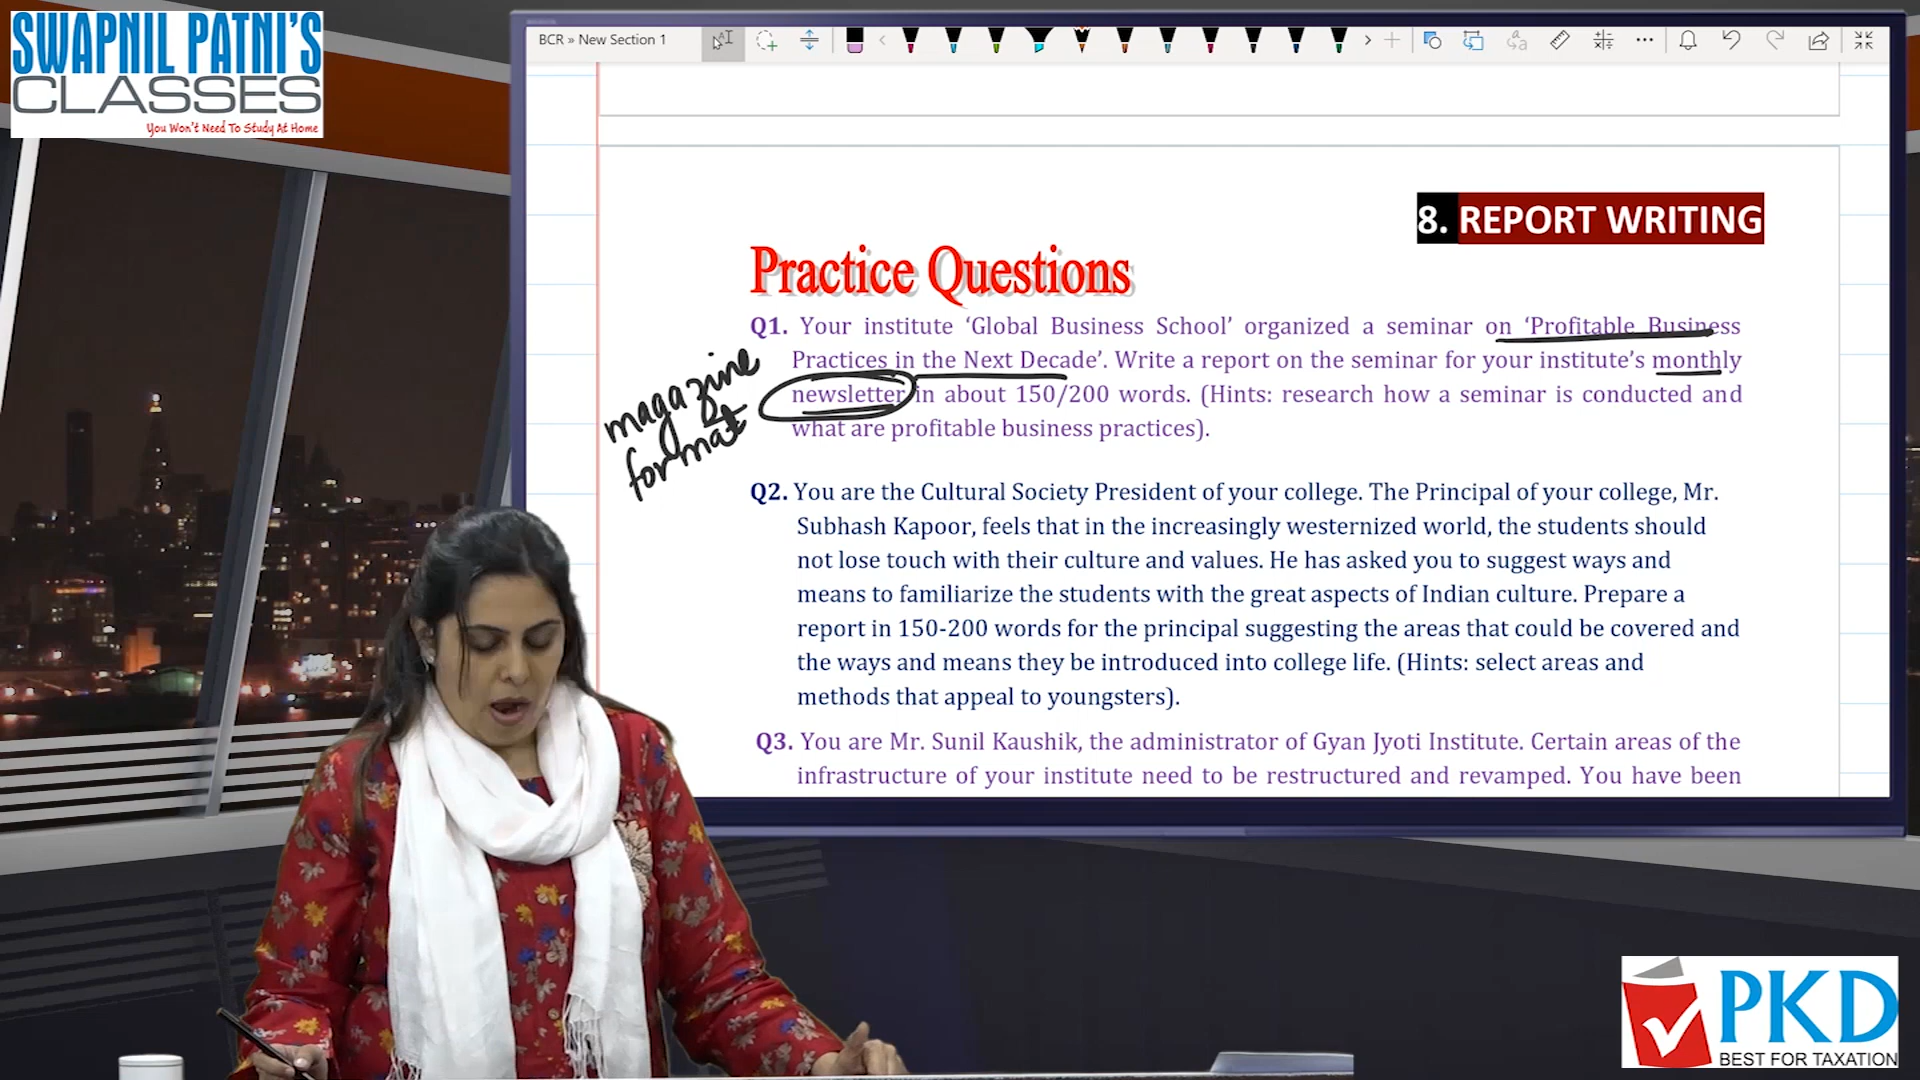 SWAPNIL PATNI'S
CLASSES
You Won't Need To Study At Home
BCR » New Section 1
8. REPORT WRITING
Practice Questions
Q1. Your institute ‘Global Business School’ organized a seminar on ‘Profitable Business
Practices in the Next Decade’. Write a report on the seminar for your institute’s monthly
newsletter in about 150/200 words. (Hints: research how a seminar is conducted and
what are profitable business practices).
magazine
format
Q2. You are the Cultural Society President of your college. The Principal of your college, Mr.
Subhash Kapoor, feels that in the increasingly westernized world, the students should
not lose touch with their culture and values. He has asked you to suggest ways and
means to familiarize the students with the great aspects of Indian culture. Prepare a
report in 150-200 words for the principal suggesting the areas that could be covered and
the ways and means they be introduced into college life. (Hints: select areas and
methods that appeal to youngsters).
Q3. You are Mr. Sunil Kaushik, the administrator of Gyan Jyoti Institute. Certain areas of the
infrastructure of your institute need to be restructured and revamped. You have been
PKD
BEST FOR TAXATION